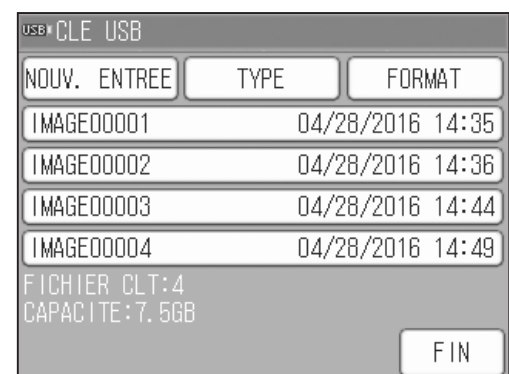 USB CLE USB
NOUV. ENTREE TYPE FORMAT
IMAGE00001 04/28/2016 14:35
IMAGE00002 04/28/2016 14:36
IMAGE00003 04/28/2016 14:44
IMAGE00004 04/28/2016 14:49
FICHIER CLT:4
CAPACITE:7.5GB
FIN